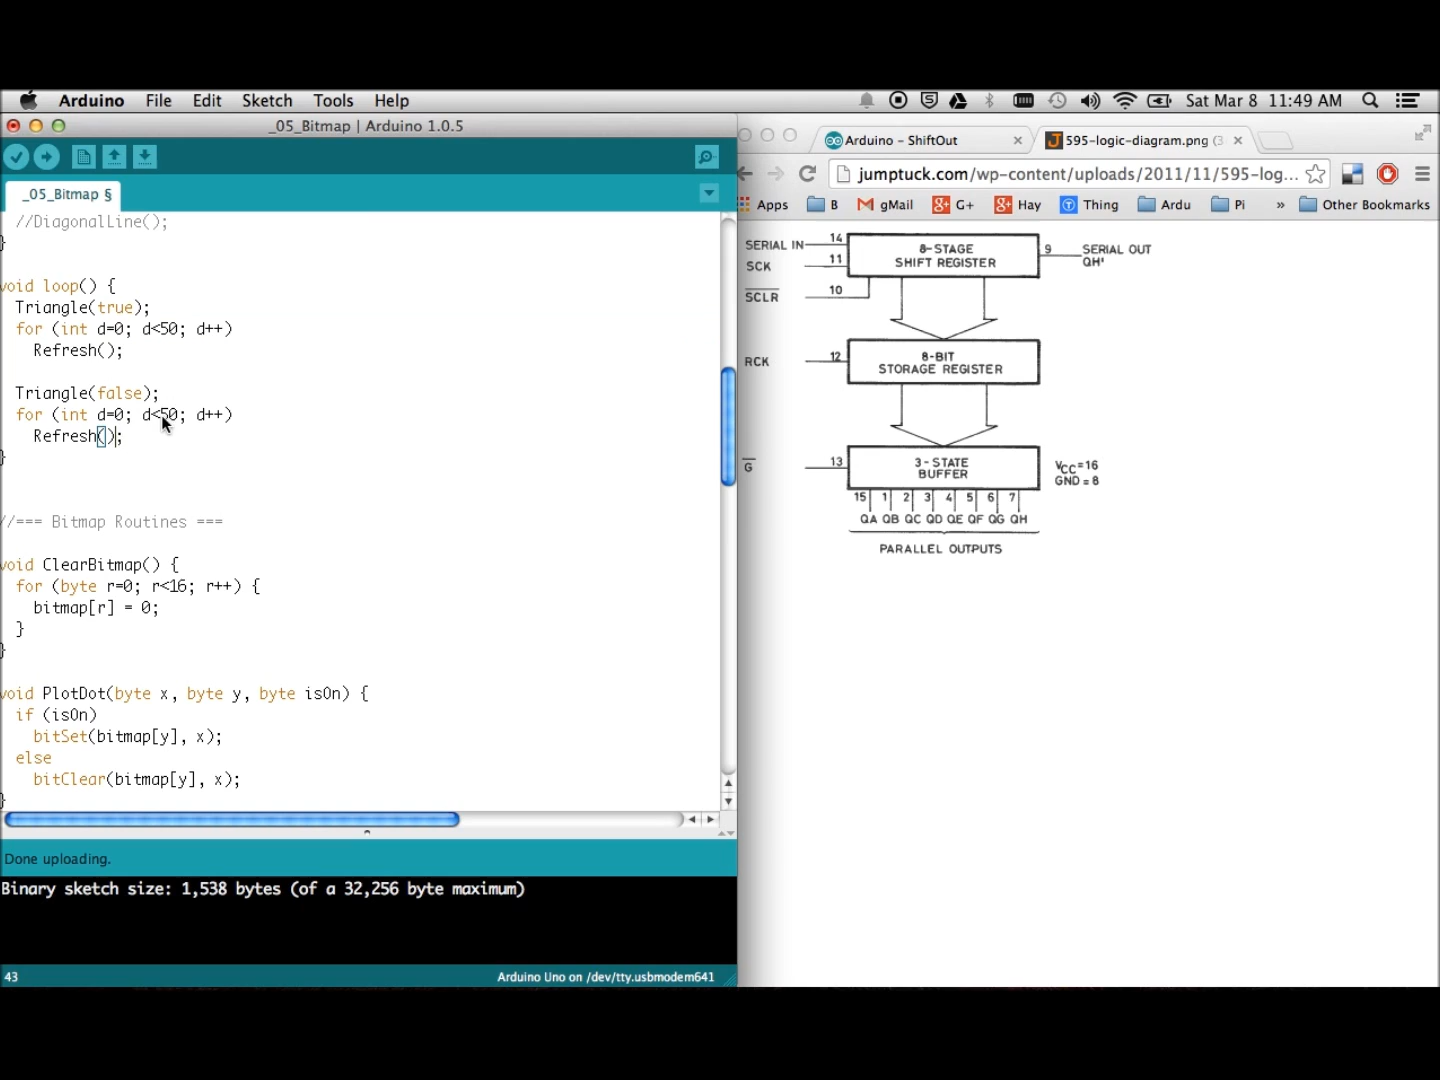 Arduino File Edit Sketch Tools Help Sat Mar 8 11:49 AM
_05_Bitmap | Arduino 1.0.5
_05_Bitmap §
//DiagonalLine();
}
void loop() {
Triangle(true);
for (int d=0; d<50; d++)
Refresh();
Triangle(false);
for (int d=0; d<50; d++)
Refresh();
}
//=== Bitmap Routines ===
void ClearBitmap() {
for (byte r=0; r<16; r++) {
bitmap[r] = 0;
}
}
void PlotDot(byte x, byte y, byte isOn) {
if (isOn)
bitSet(bitmap[y], x);
else
bitClear(bitmap[y], x);
}
Done uploading.
Binary sketch size: 1,538 bytes (of a 32,256 byte maximum)
43 Arduino Uno on /dev/tty.usbmodem641
Arduino - ShiftOut 595-logic-diagram.png (3
jumptuck.com/wp-content/uploads/2011/11/595-log...
Apps B gMail G+ Hay Thing Ardu Pi » Other Bookmarks
SERIAL IN 14
SCK 11
SCLR 10
8-STAGE
SHIFT REGISTER
9 SERIAL OUT
QH'
RCK 12
8-BIT
STORAGE REGISTER
G 13
3-STATE
BUFFER
VCC=16
GND=8
15 1 2 3 4 5 6 7
QA QB QC QD QE QF QG QH
PARALLEL OUTPUTS